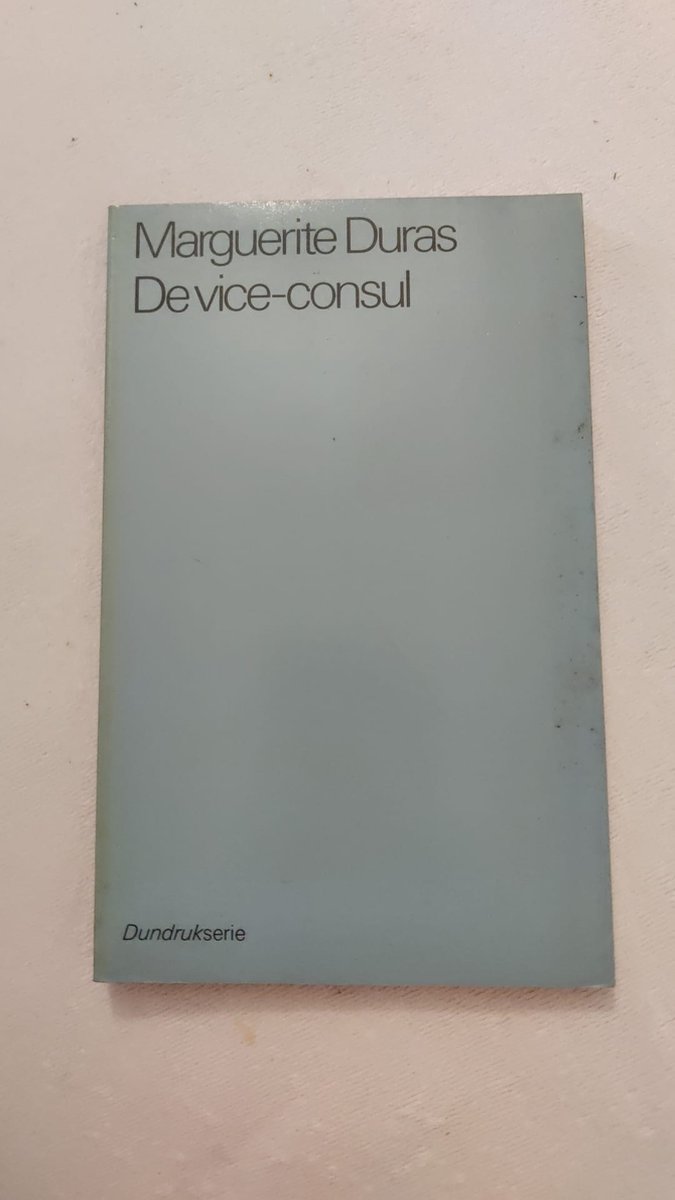 Marguerite Duras
De vice-consul
Dundrukserie